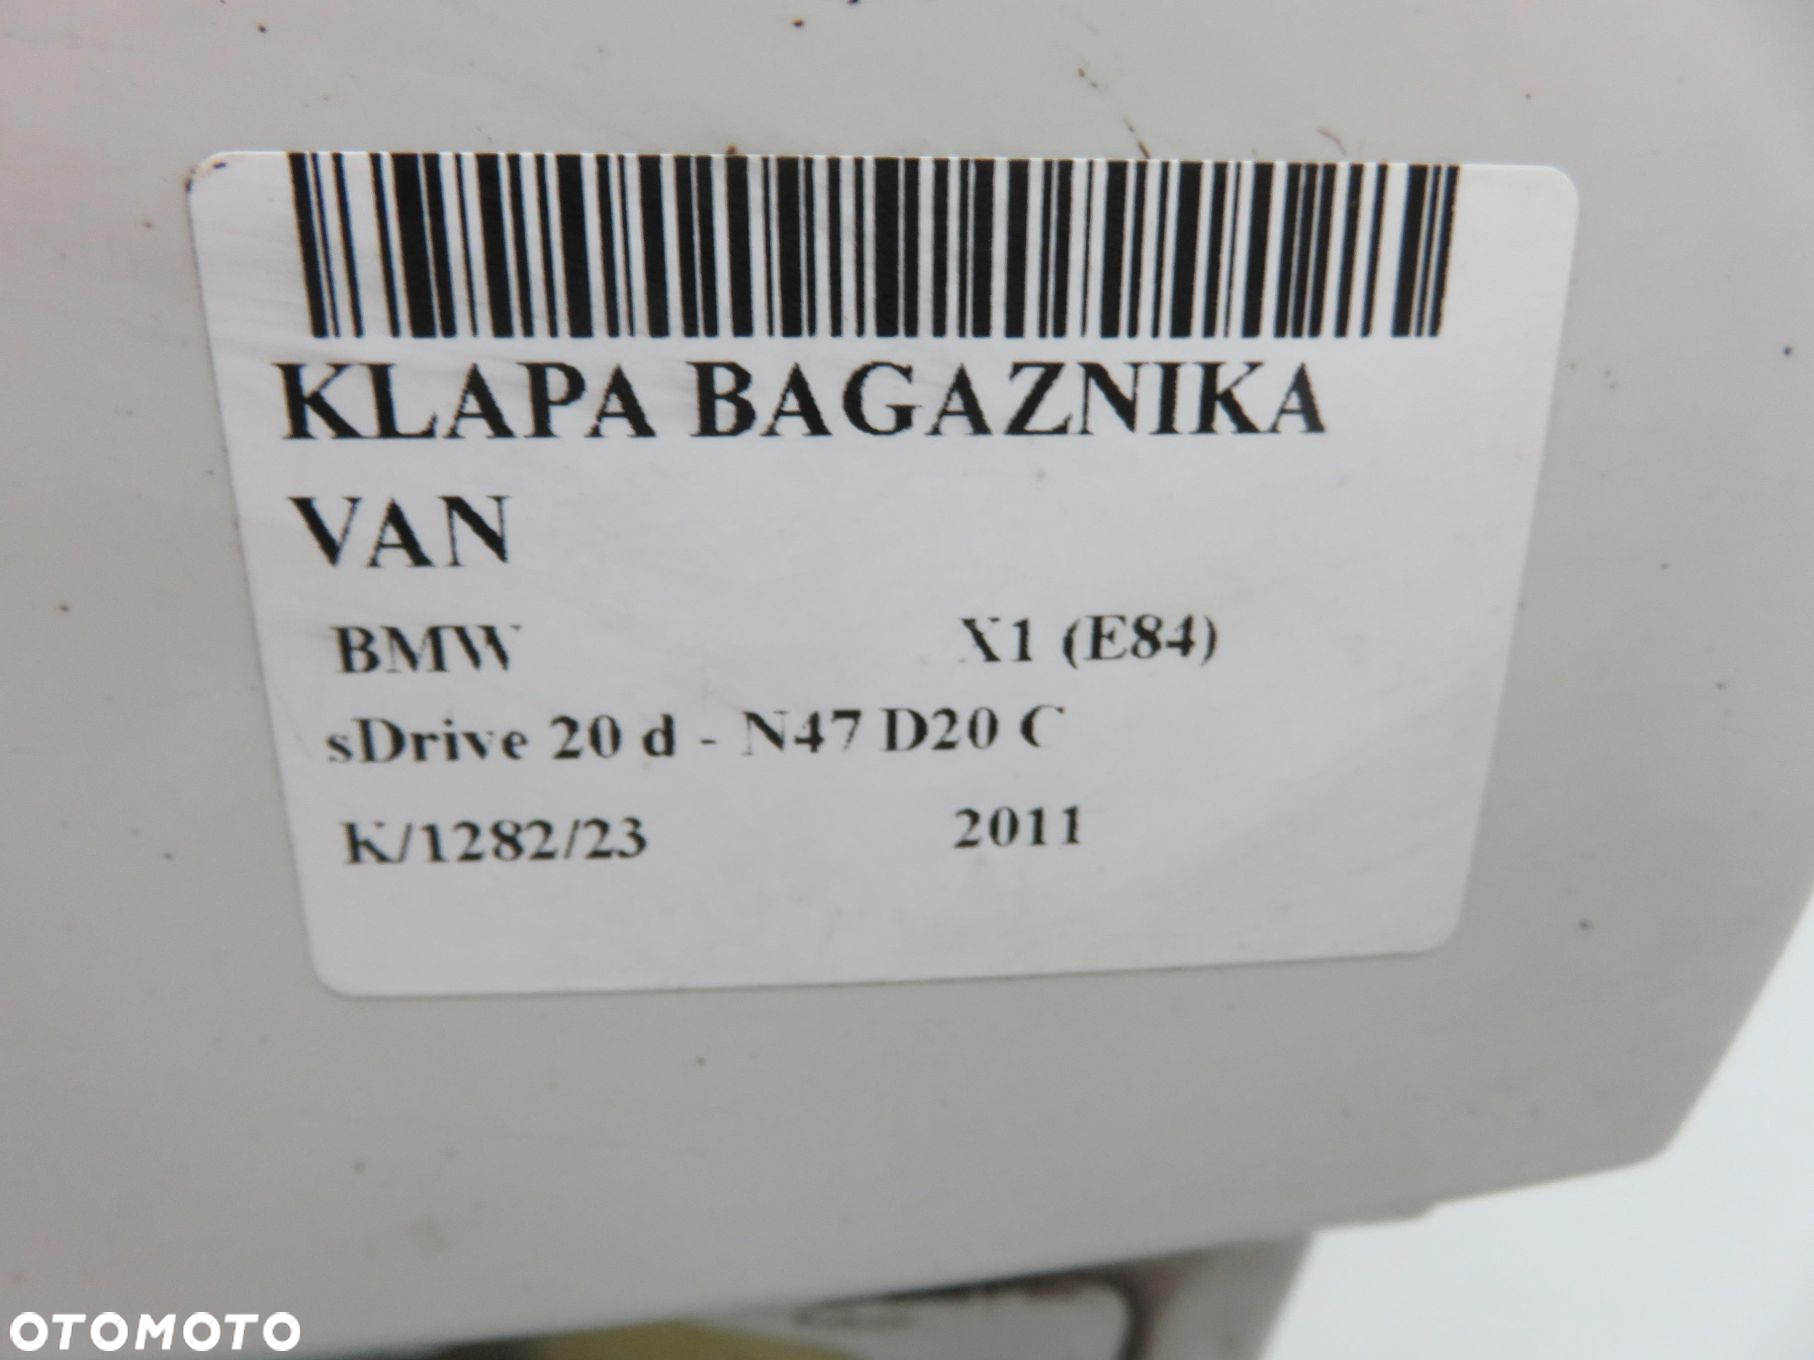 KLAPA BAGAZNIKA
VAN
BMW X1 (E84)
sDrive 20 d - N47 D20 C
K/1282/23 2011
OTOMOTO